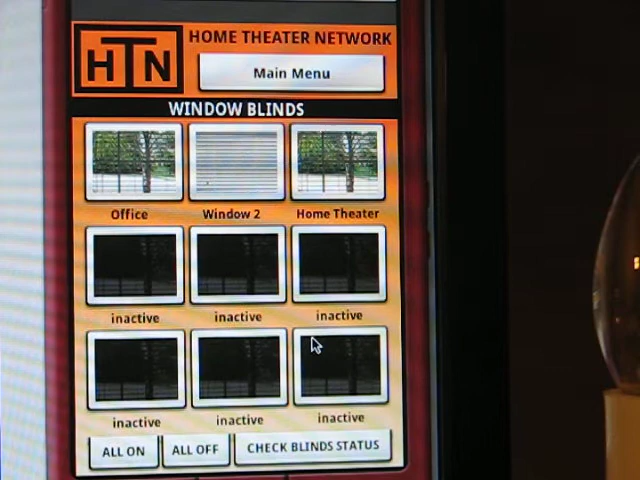 HTN
HOME THEATER NETWORK
Main Menu
WINDOW BLINDS
Office Window 2 Home Theater
inactive inactive inactive
inactive inactive inactive
ALL ON ALL OFF CHECK BLINDS STATUS